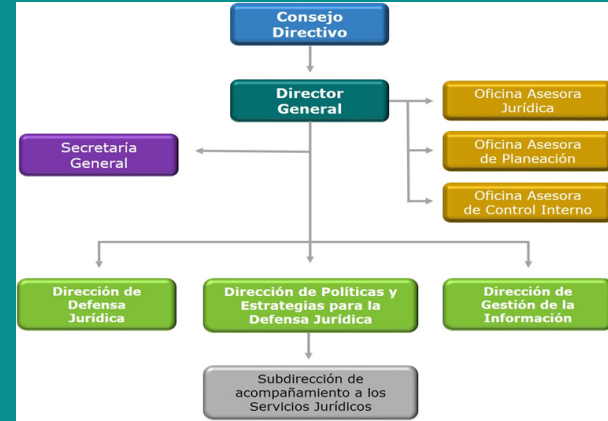 Consejo
Directivo
Director
General
Oficina Asesora
Jurídica
Secretaría
General
Oficina Asesora
de Planeación
Oficina Asesora
de Control Interno
Dirección de
Defensa
Jurídica
Dirección de Políticas y
Estrategias para la
Defensa Jurídica
Dirección de
Gestión de la
Información
Subdirección de
acompañamiento a los
Servicios Jurídicos